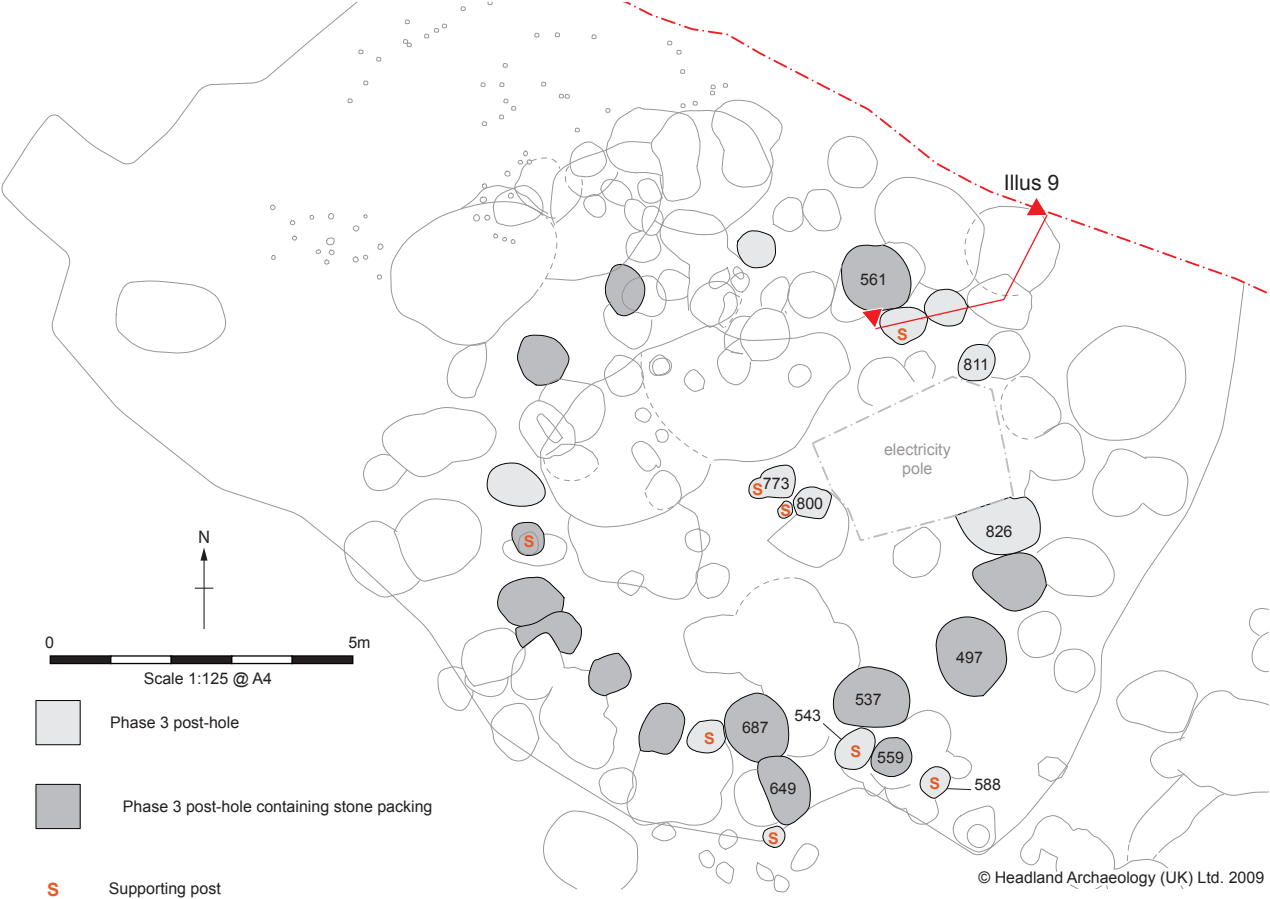 Illus 9
561
S
811
electricity
pole
S
773
S
800
826
S
N
0
5m
Scale 1:125 @ A4
497
537
543
S
559
S
687
649
S
588
S
Phase 3 post-hole
Phase 3 post-hole containing stone packing
S
Supporting post
© Headland Archaeology (UK) Ltd. 2009